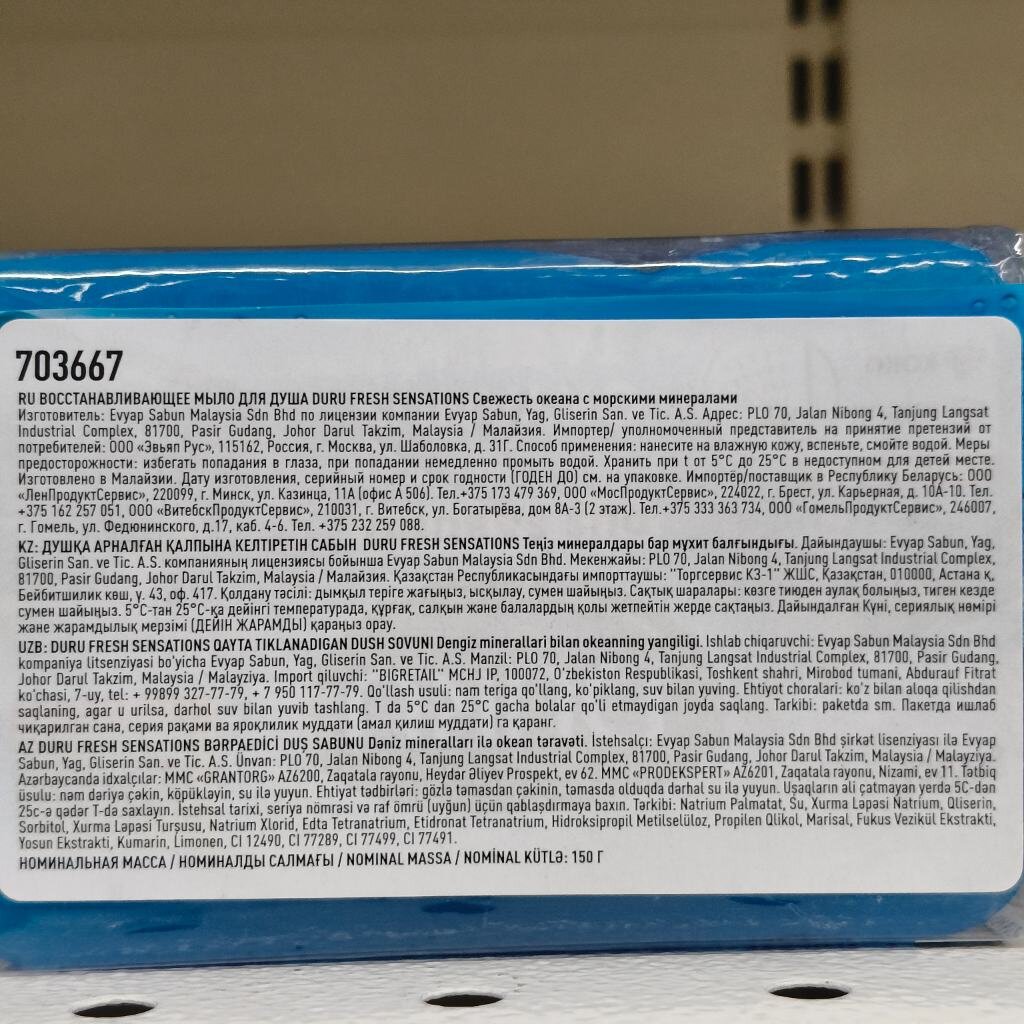 703667
RU ВОССТАНАВЛИВАЮЩЕЕ МЫЛО ДЛЯ ДУША DURU FRESH SENSATIONS Свежесть океана с морскими минералами
Изготовитель: Evyap Sabun Malaysia Sdn Bhd по лицензии компании Evyap Sabun, Yag, Gliserin San. ve Tic. A.S. Адрес: PLO 70, Jalan Nibong 4, Tanjung Langsat
Industrial Complex, 81700, Pasir Gudang, Johor Darul Takzim, Malaysia / Малайзия. Импортер/ уполномоченный представитель на принятие претензий от
потребителей: ООО «Эвьяп Рус», 115162, Россия, г. Москва, ул. Шаболовка, д. 31Г. Способ применения: нанесите на влажную кожу, вспеньте, смойте водой. Меры
предосторожности: избегать попадания в глаза, при попадании немедленно промыть водой. Хранить при t от 5°C до 25°C в недоступном для детей месте.
Изготовлено в Малайзии. Дату изготовления, серийный номер и срок годности (ГОДЕН ДО) см. на упаковке. Импортёр/поставщик в Республику Беларусь: ООО
«ЛенПродуктСервис», 220099, г. Минск, ул. Казинца, 11А (офис А 506). Тел.+375 173 479 369, ООО «МосПродуктСервис», 224022, г. Брест, ул. Карьерная, д. 10А-10. Тел.
+375 162 257 051, ООО «ВитебскПродуктСервис», 210031, г. Витебск, ул. Богатырёва, дом 8А-3 (2 этаж). Тел.+375 333 363 734, ООО «ГомельПродуктСервис», 246007,
г. Гомель, ул. Федюнинского, д.17, каб. 4-6. Тел. +375 232 259 088.
KZ: ДУШҚА АРНАЛҒАН ҚАЛПЫНА КЕЛТІРЕТІН САБЫН DURU FRESH SENSATIONS Теңіз минералдары бар мұхит балғындығы. Дайындаушы: Evyap Sabun, Yag,
Gliserin San. ve Tic. A.S. компанияның лицензиясы бойынша Evyap Sabun Malaysia Sdn Bhd. Мекенжайы: PLO 70, Jalan Nibong 4, Tanjung Langsat Industrial Complex,
81700, Pasir Gudang, Johor Darul Takzim, Malaysia / Малайзия. Қазақстан Республикасындағы импорттаушы: "Торгсервис КЗ-1" ЖШС, Қазақстан, 010000, Астана қ,
Бейбитшилик көш, ү. 43, оф. 417. Қолдану тәсілі: дымқыл теріге жағыңыз, ысқылау, сумен шайыңыз. Сақтық шаралары: көзге тиюден аулақ болыңыз, тиген кезде
сумен шайыңыз. 5°C-тан 25°C-қа дейінгі температурада, құрғақ, салқын және балалардың қолы жетпейтін жерде сақтаңыз. Дайындалған Күні, сериялық нөмірі
және жарамдылық мерзімі (ДЕЙІН ЖАРАМДЫ) қараңыз орау.
UZB: DURU FRESH SENSATIONS QAYTA TIKLANADIGAN DUSH SOVUNI Dengiz minerallari bilan okeanning yangiligi. Ishlab chiqaruvchi: Evyap Sabun Malaysia Sdn Bhd
kompaniya litsenziyasi bo'yicha Evyap Sabun, Yag, Gliserin San. ve Tic. A.S. Manzil: PLO 70, Jalan Nibong 4, Tanjung Langsat Industrial Complex, 81700, Pasir Gudang,
Johor Darul Takzim, Malaysia / Malayziya. Import qiluvchi: "BIGRETAIL" MCHJ IP, 100072, O'zbekiston Respublikasi, Toshkent shahri, Mirobod tumani, Abdurauf Fitrat
ko'chasi, 7-uy, tel: + 99899 327-77-79, + 7 950 117-77-79. Qo'llash usuli: nam teriga qo'llang, ko'piklang, suv bilan yuving. Ehtiyot choralari: ko'z bilan aloqa qilishdan
saqlaning, agar u urilsa, darhol suv bilan yuvib tashlang. T da 5°C dan 25°C gacha bolalar qo'li etmaydigan joyda saqlang. Tarkibi: paketda sm. Пакетда ишлаб
чиқарилган сана, серия рақами ва яроқлилик муддати (амал қилиш муддати) га қаранг.
AZ DURU FRESH SENSATIONS BƏRPAEDİCİ DUŞ SABUNU Dəniz mineralları ilə okean təravəti. İstehsalçı: Evyap Sabun Malaysia Sdn Bhd şirkət lisenziyası ilə Evyap
Sabun, Yag, Gliserin San. ve Tic. A.S. Ünvan: PLO 70, Jalan Nibong 4, Tanjung Langsat Industrial Complex, 81700, Pasir Gudang, Johor Darul Takzim, Malaysia / Malayziya.
Azərbaycanda idxalçılar: MMC «GRANTORG» AZ6200, Zaqatala rayonu, Heydər Əliyev Prospekt, ev 62. MMC «PRODEKSPERT» AZ6201, Zaqatala rayonu, Nizami, ev 11. Tətbiq
üsulu: nəm dəriyə çəkin, köpükləyin, su ilə yuyun. Ehtiyat tədbirləri: gözlə təmasdan çəkinin, təmasda olduqda dərhal su ilə yuyun. Uşaqların əli çatmayan yerdə 5C-dən
25c-ə qədər T-də saxlayın. İstehsal tarixi, seriya nömrəsi və raf ömrü (uyğun) üçün qablaşdırmaya baxın. Tərkibi: Natrium Palmatat, Su, Xurma Ləpəsi Natrium, Qliserin,
Sorbitol, Xurma Ləpəsi Turşusu, Natrium Xlorid, Edta Tetranatrium, Etidronat Tetranatrium, Hidroksipropil Metilselüloz, Propilen Qlikol, Marisal, Fukus Vezikül Ekstraktı,
Yosun Ekstraktı, Kumarin, Limonen, CI 12490, CI 77289, CI 77499, CI 77491.
НОМИНАЛЬНАЯ МАССА / НОМИНАЛДЫ САЛМАҒЫ / NOMINAL MASSA / NOMİNAL KÜTLƏ: 150 Г